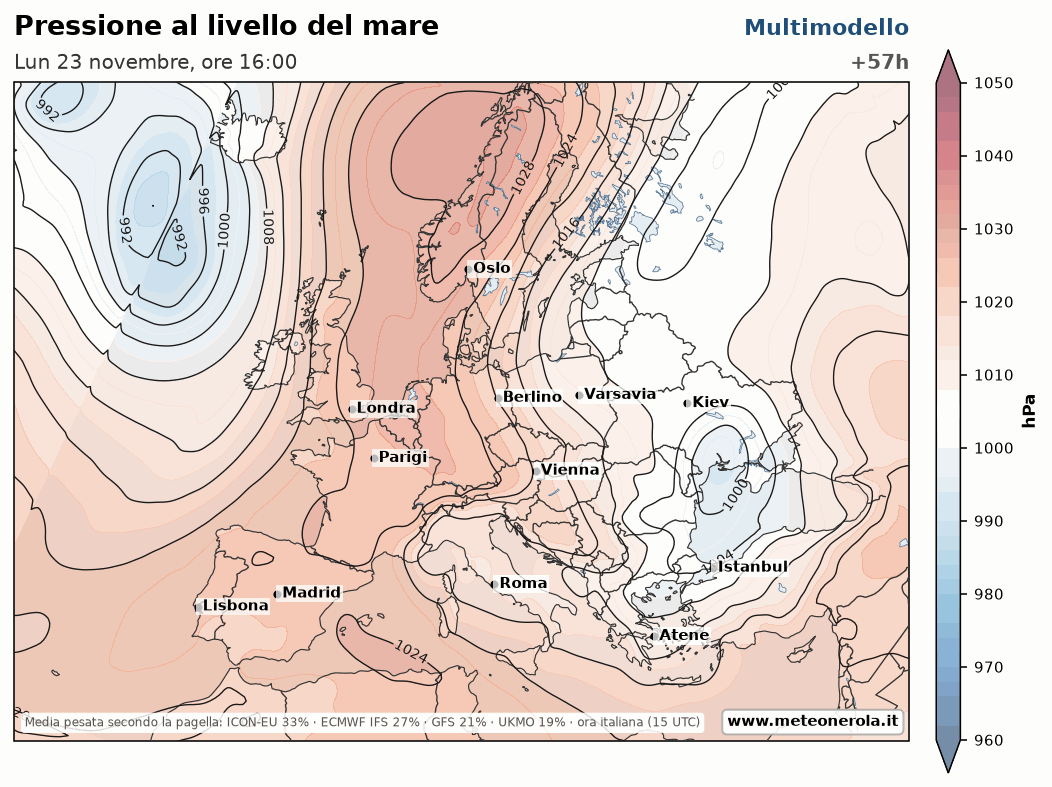 Pressione al livello del mare
Multimodello
Lun 23 novembre, ore 16:00
+57h
992
996
992
992
1000
1008
1028
1024
1016
1000
1024
Oslo
Londra
Berlino
Varsavia
Kiev
Parigi
Vienna
Istanbul
Roma
Madrid
Lisbona
Atene
Media pesata secondo la pagella: ICON-EU 33% · ECMWF IFS 27% · GFS 21% · UKMO 19% · ora italiana (15 UTC)
www.meteonerola.it
1050
1040
1030
1020
1010
1000
990
980
970
960
hPa